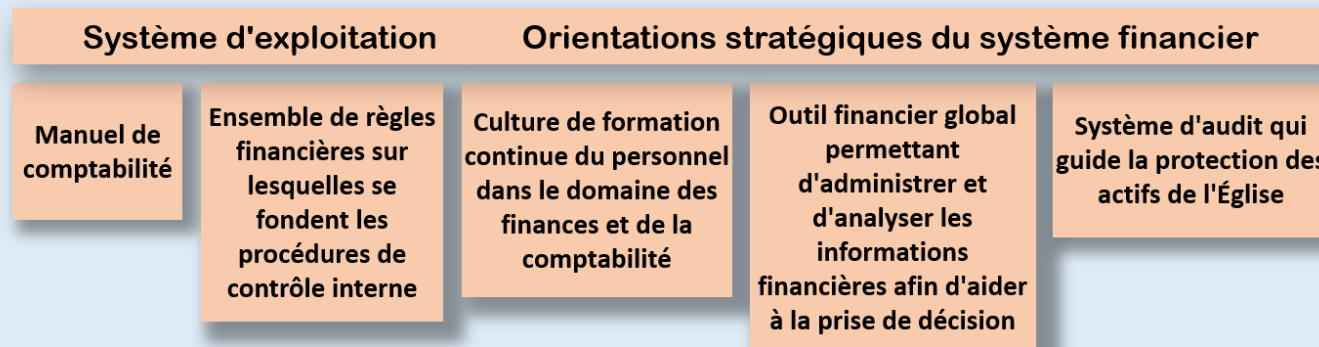 Système d'exploitation Orientations stratégiques du système financier
Manuel de
comptabilité
Ensemble de règles
financières sur
lesquelles se
fondent les
procédures de
contrôle interne
Culture de formation
continue du personnel
dans le domaine des
finances et de la
comptabilité
Outil financier global
permettant
d'administrer et
d'analyser les
informations
financières afin d'aider
à la prise de décision
Système d'audit qui
guide la protection des
actifs de l'Église